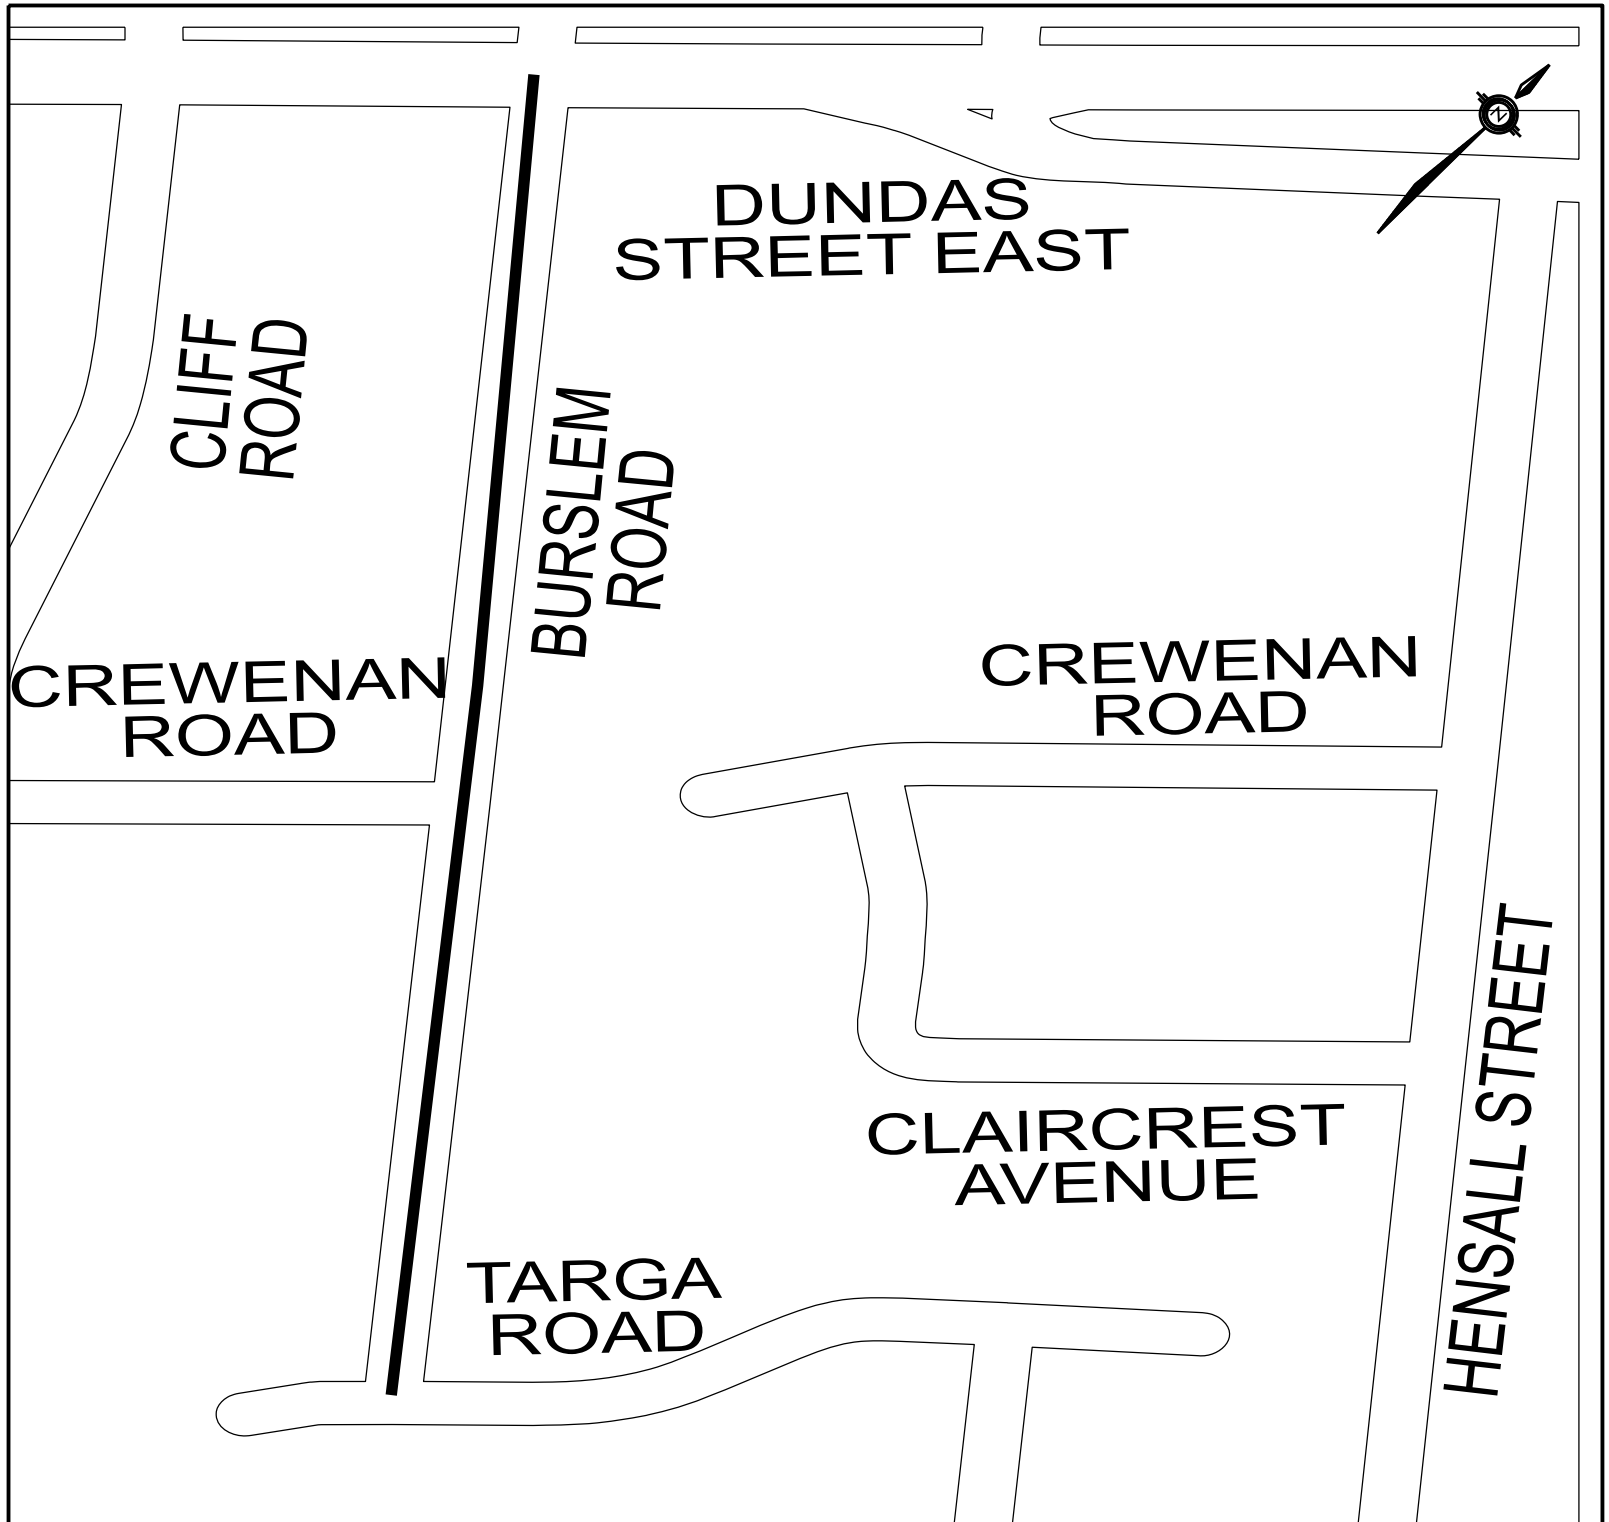 DUNDAS
STREET EAST
CLIFF
ROAD
BURSLEM
ROAD
CREWENAN
ROAD
CREWENAN
ROAD
HENSALL STREET
CLAIRCREST
AVENUE
TARGA
ROAD
N